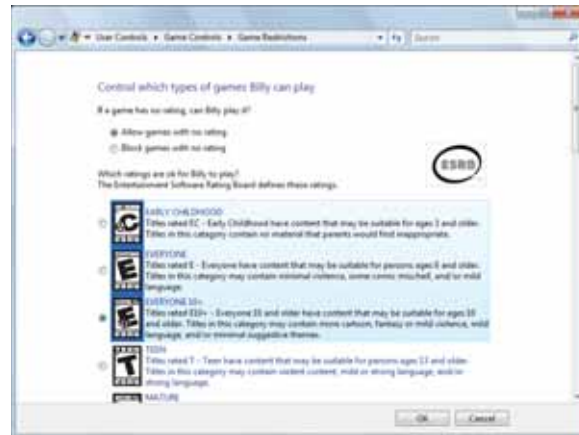 User Controls ▸ Game Controls ▸ Game Restrictions
Search
Control which types of games Billy can play
If a game has no rating, can Billy play it?
Allow games with no rating
Block games with no rating
ESRB
Which ratings are ok for Billy to play?
The Entertainment Software Rating Board defines these ratings.
EARLY CHILDHOOD
Titles rated EC - Early Childhood have content that may be suitable for ages 3 and older.
Titles in this category contain no material that parents would find inappropriate.
EVERYONE
Titles rated E - Everyone have content that may be suitable for persons ages 6 and older.
Titles in this category may contain minimal violence, some comic mischief, and/or mild
language.
EVERYONE 10+
Titles rated E10+ - Everyone 10 and older have content that may be suitable for ages 10
and older. Titles in this category may contain more cartoon, fantasy or mild violence, mild
language, and/or minimal suggestive themes.
TEEN
Titles rated T - Teen have content that may be suitable for persons ages 13 and older.
Titles in this category may contain violent content, mild or strong language, and/or
strong language.
MATURE
OK
Cancel